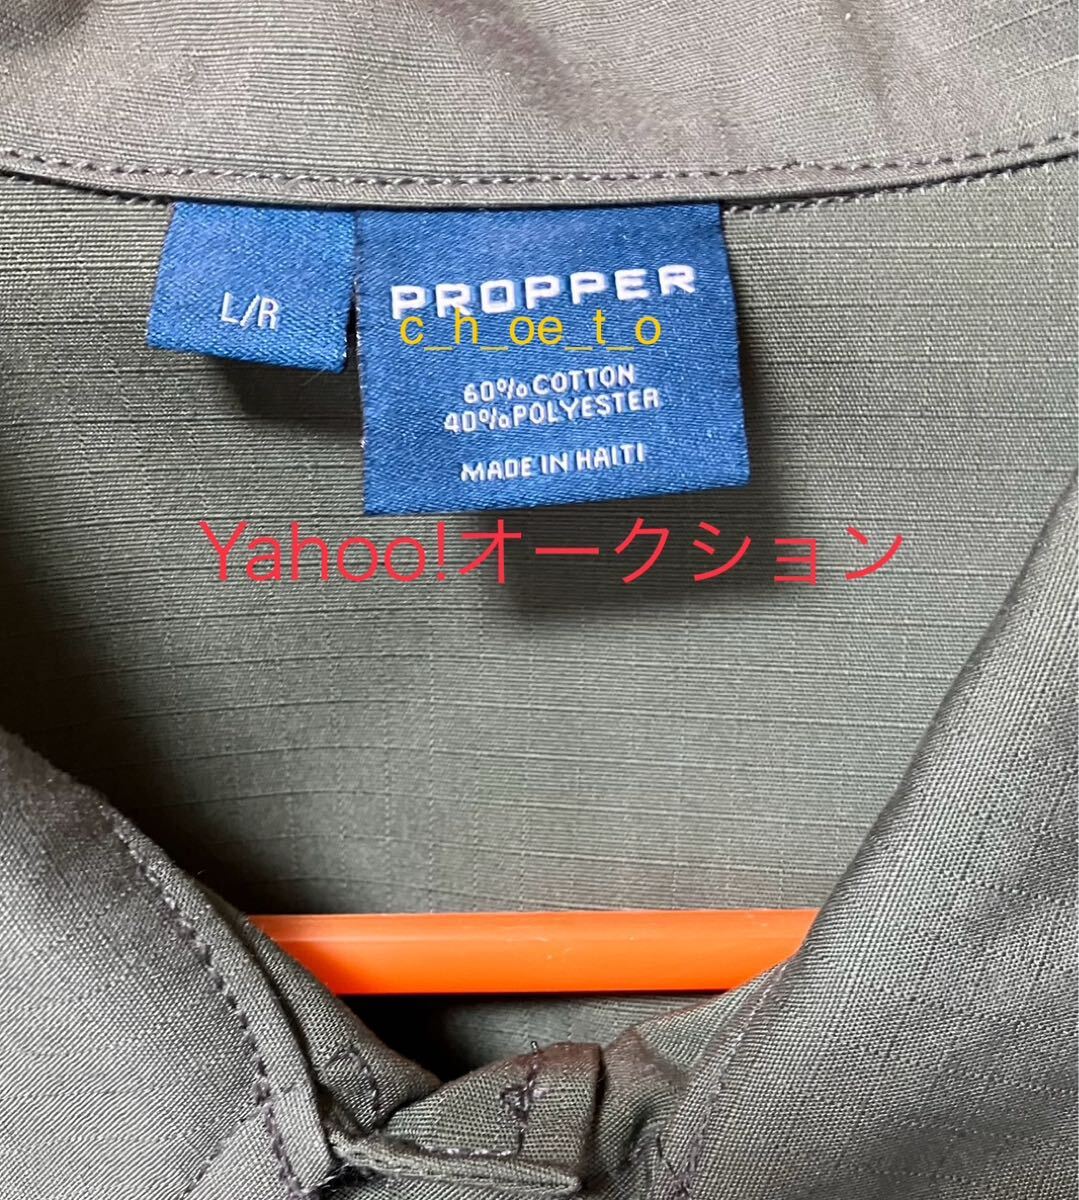 L/R
PROPPER
c_h_oe_t_o
60%COTTON
40%POLYESTER
MADE IN HAITI
Yahoo!オークション